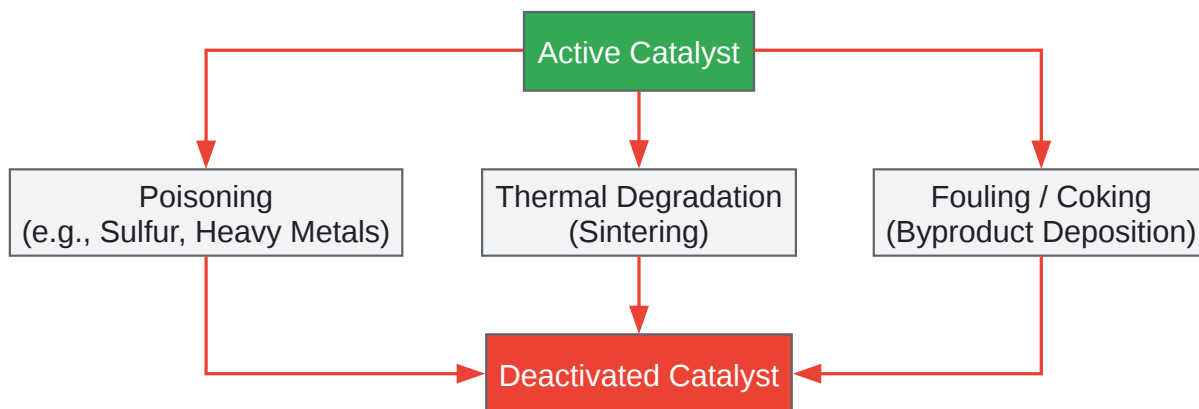 Active Catalyst
Poisoning
(e.g., Sulfur, Heavy Metals)
Thermal Degradation
(Sintering)
Fouling / Coking
(Byproduct Deposition)
Deactivated Catalyst